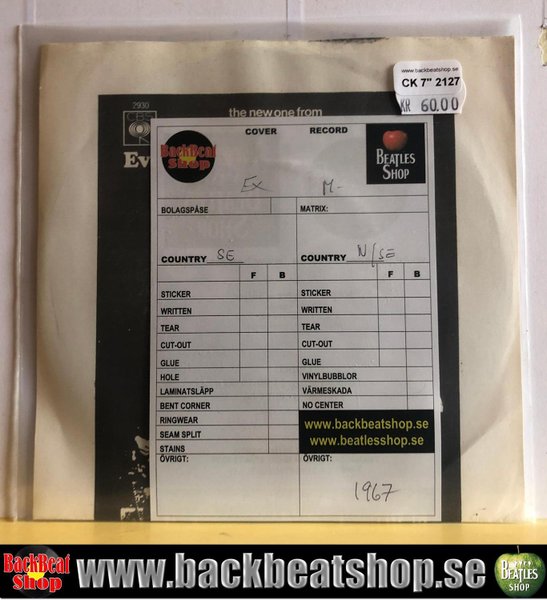 www.backbeatshop.se
CK 7" 2127
KR 60.00
2930
CBS
the new one from
Ev
COVER
RECORD
BackBeat
Shop
BEATLES
SHOP
EX
M-
BOLAGSPÅSE
MATRIX:
COUNTRY SE
COUNTRY N/SE
F B F B
STICKER STICKER
WRITTEN WRITTEN
TEAR TEAR
CUT-OUT CUT-OUT
GLUE GLUE
HOLE VINYLBUBBLOR
LAMINATSLÄPP VÄRMESKADA
BENT CORNER NO CENTER
RINGWEAR
SEAM SPLIT
STAINS
www.backbeatshop.se
www.beatlesshop.se
ÖVRIGT: ÖVRIGT:
1967
BackBeat
Shop
www.backbeatshop.se
BEATLES
SHOP